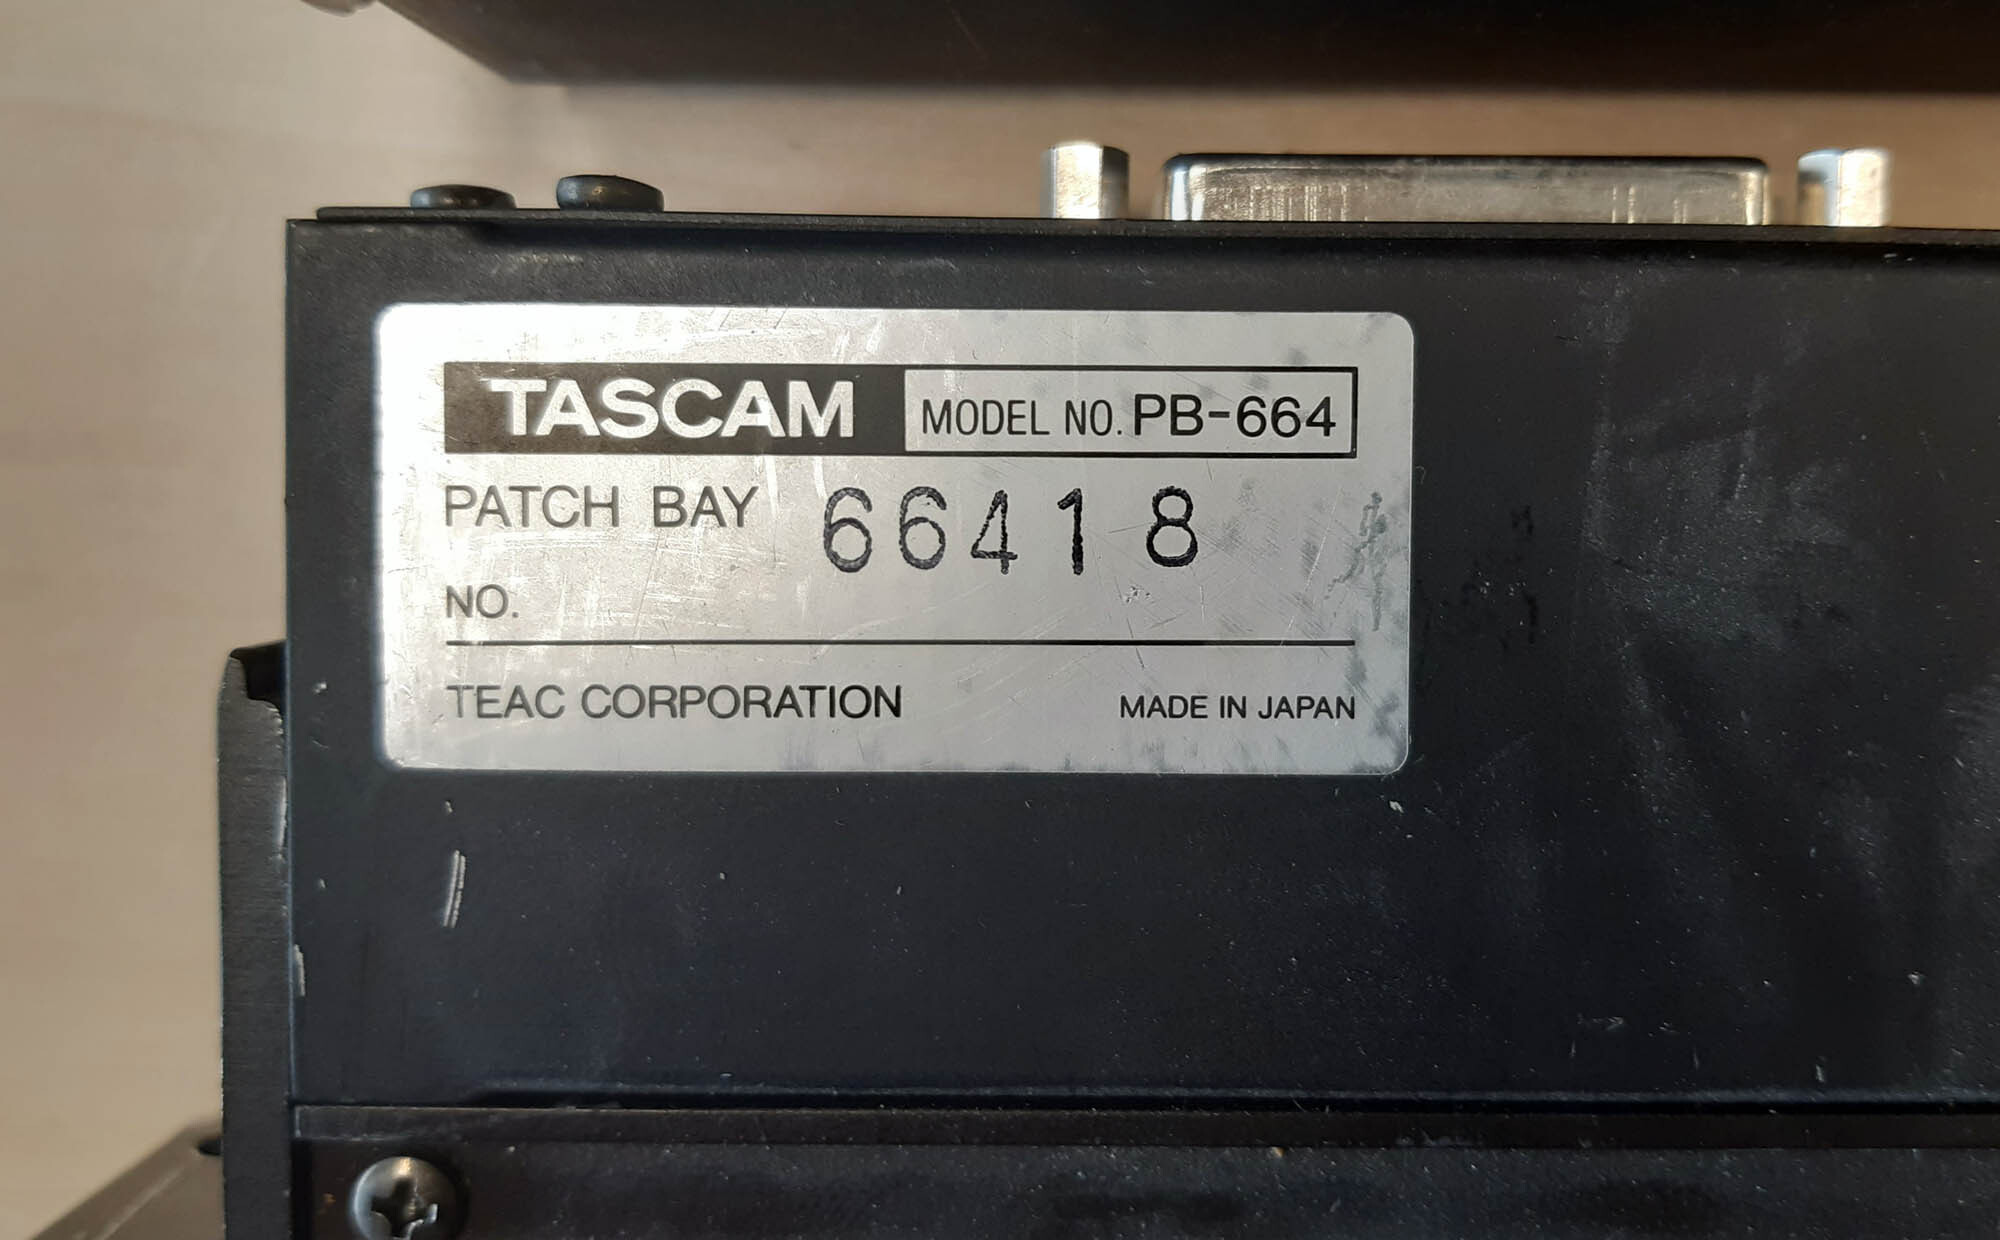 TASCAM MODEL NO. PB-664
PATCH BAY 66418
NO.
TEAC CORPORATION MADE IN JAPAN